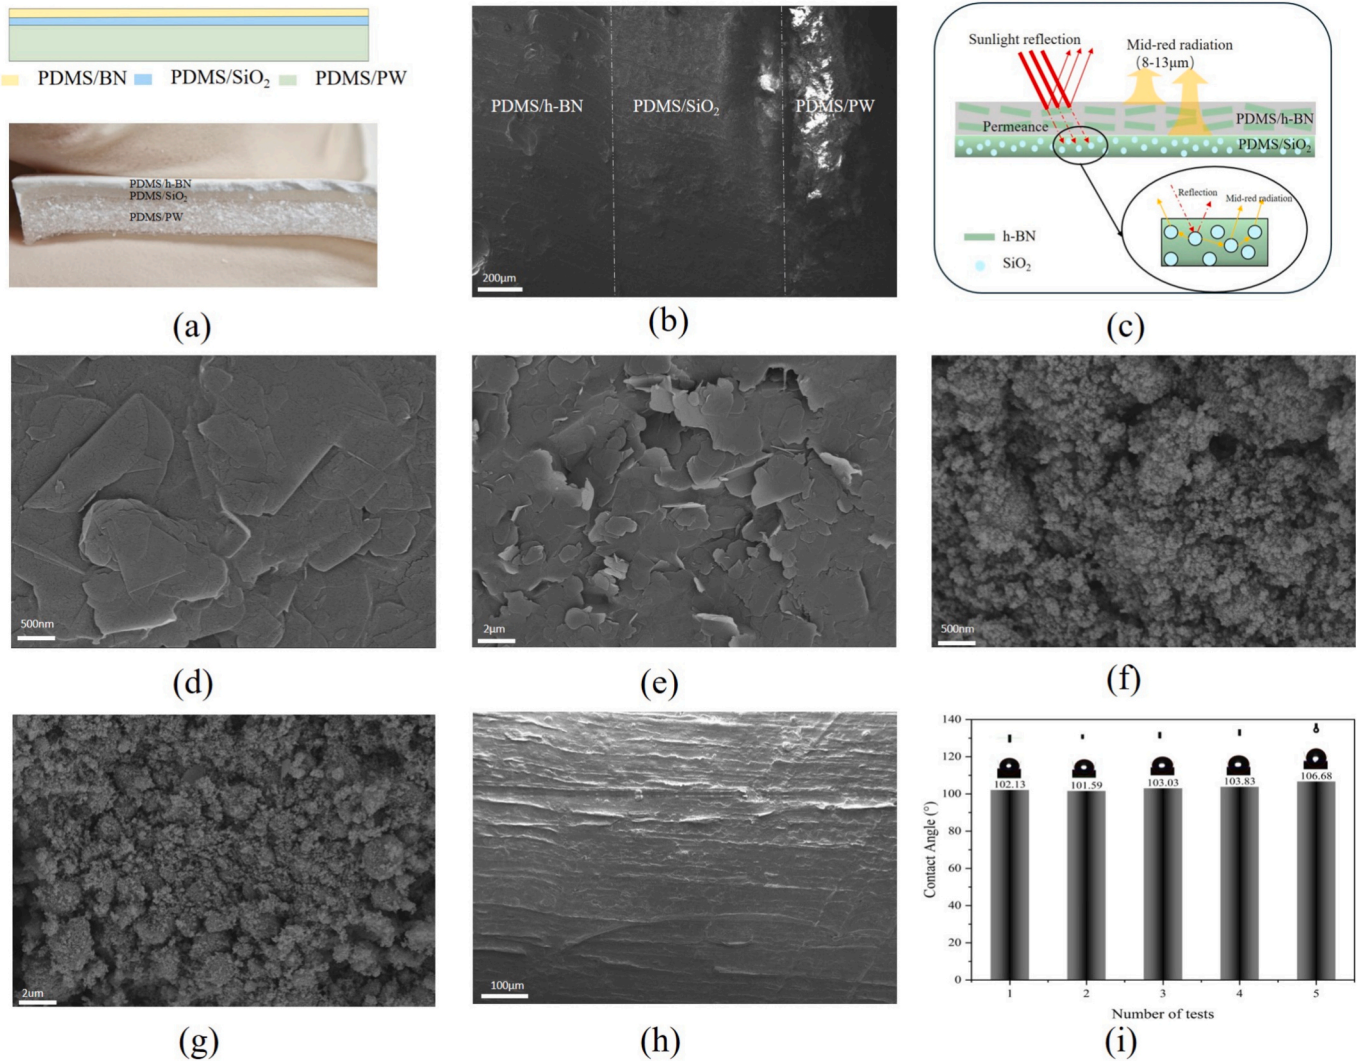 PDMS/BN PDMS/SiO₂ PDMS/PW
PDMS/h-BN
PDMS/SiO₂
PDMS/PW
(a)
PDMS/h-BN PDMS/SiO₂ PDMS/PW
200μm
(b)
Sunlight reflection
Mid-red radiation
(8-13μm)
PDMS/h-BN
Permeance
PDMS/SiO₂
Reflection
Mid-red radiation
h-BN
SiO₂
(c)
500nm
(d)
2μm
(e)
500nm
(f)
2um
(g)
100μm
(h)
140
120
100
80
60
40
20
0
Contact Angle (°)
102.13
101.59
103.03
103.83
106.68
1 2 3 4 5
Number of tests
(i)